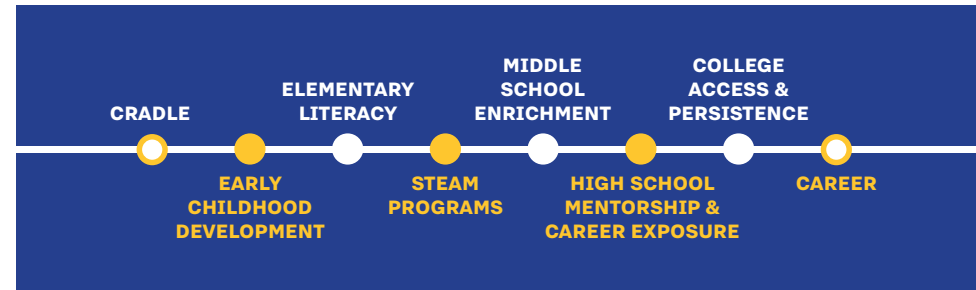 CRADLE
EARLY
CHILDHOOD
DEVELOPMENT
ELEMENTARY
LITERACY
STEAM
PROGRAMS
MIDDLE
SCHOOL
ENRICHMENT
HIGH SCHOOL
MENTORSHIP &
CAREER EXPOSURE
COLLEGE
ACCESS &
PERSISTENCE
CAREER